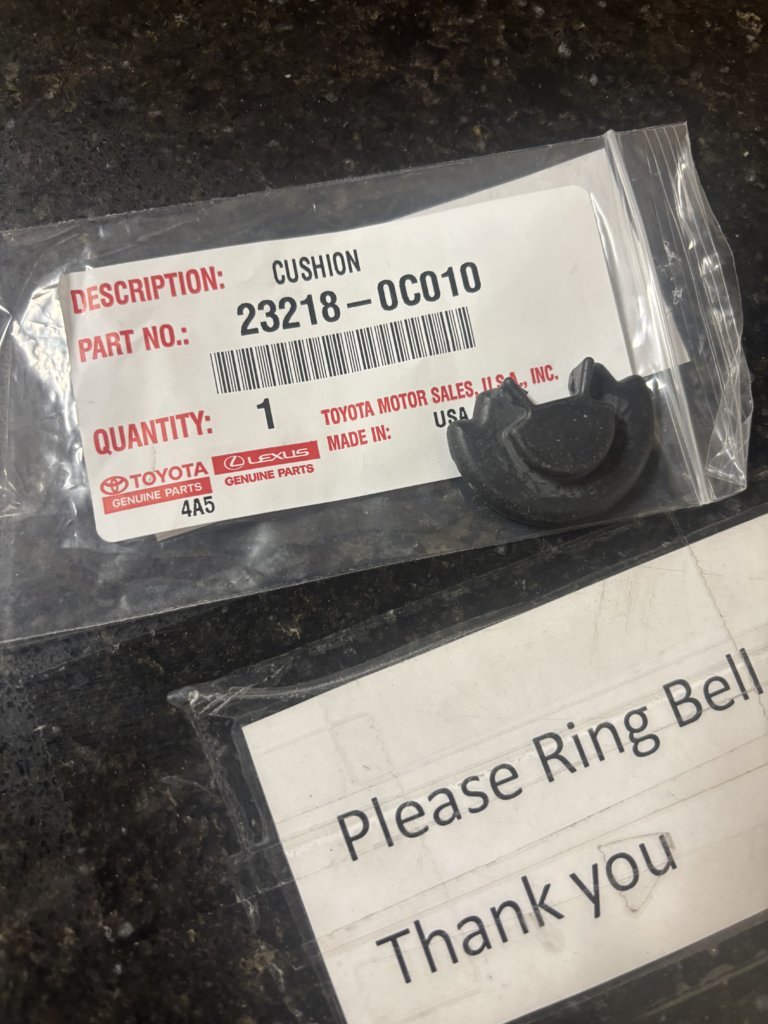 DESCRIPTION: CUSHION
PART NO.: 23218-0C010
QUANTITY: 1
TOYOTA MOTOR SALES, U.S.A., INC.
MADE IN: USA
TOYOTA
GENUINE PARTS
LEXUS
GENUINE PARTS
4A5
Please Ring Bell
Thank you